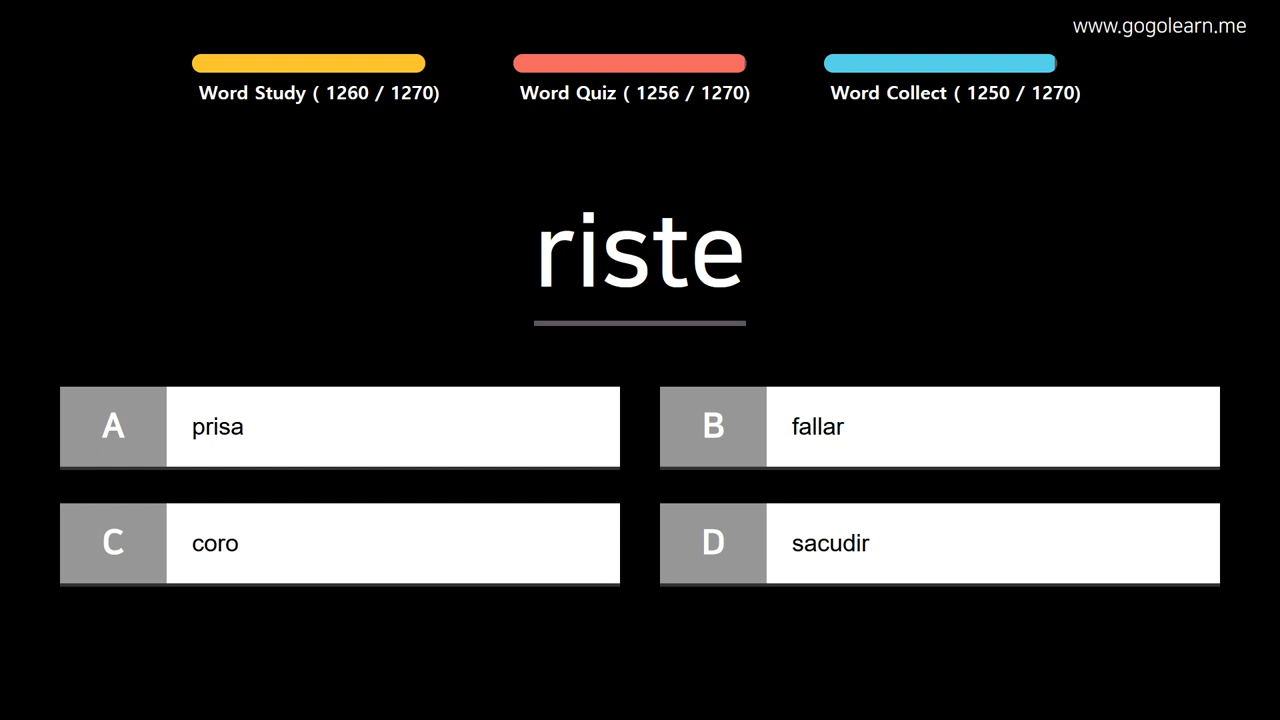 www.gogolearn.me
Word Study ( 1260 / 1270)
Word Quiz ( 1256 / 1270)
Word Collect ( 1250 / 1270)
riste
A prisa
B fallar
C coro
D sacudir